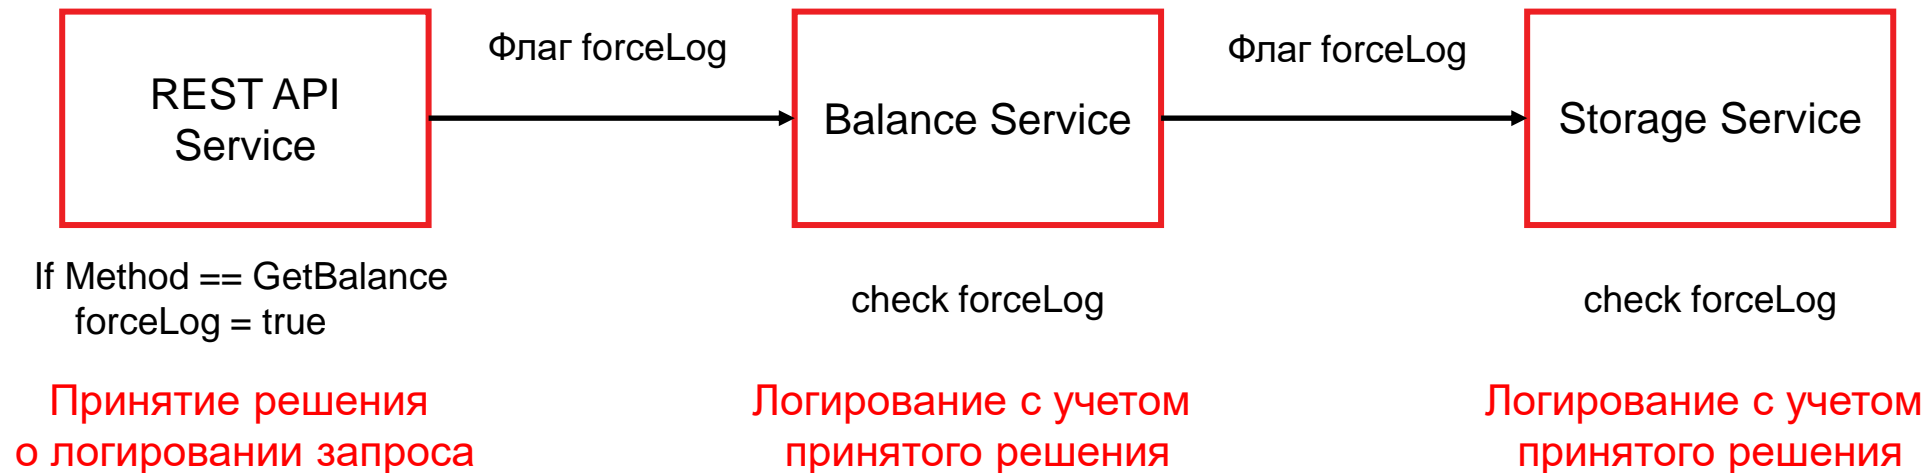 REST API
Service
Флаг forceLog
Balance Service
Флаг forceLog
Storage Service
If Method == GetBalance
forceLog = true
check forceLog
check forceLog
Принятие решения
о логировании запроса
Логирование с учетом
принятого решения
Логирование с учетом
принятого решения